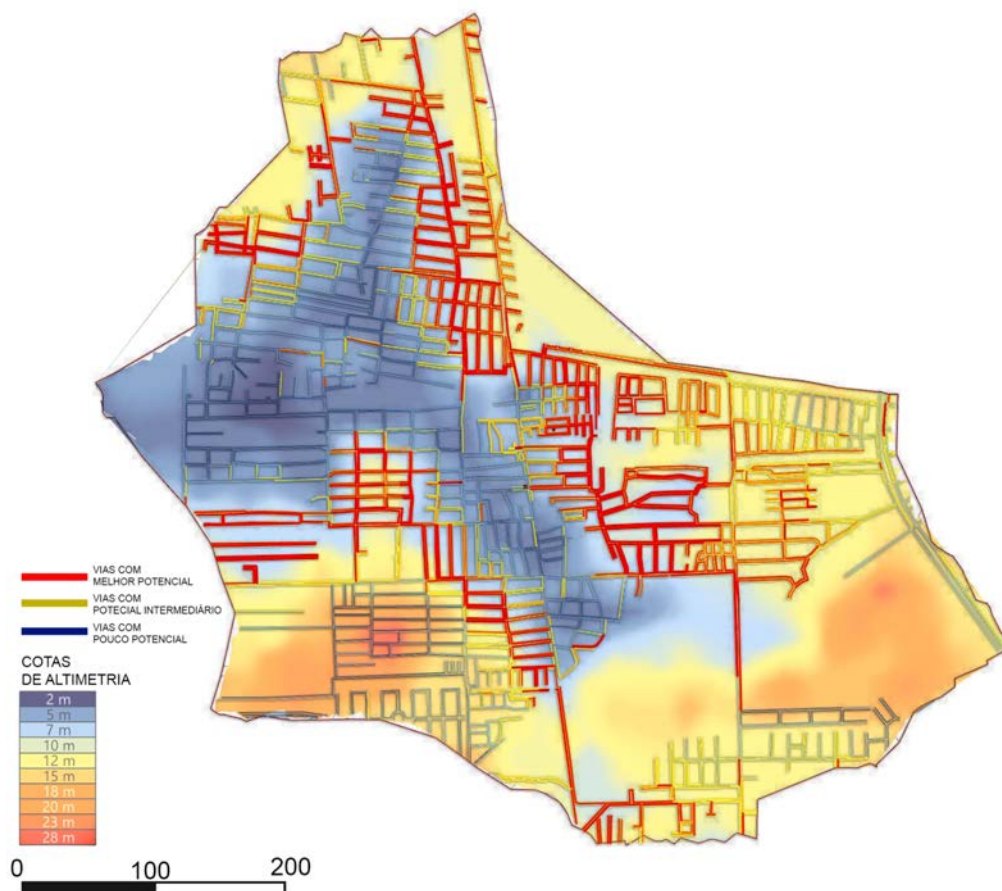 VIAS COM
MELHOR POTENCIAL
VIAS COM
POTECIAL INTERMEDIÁRIO
VIAS COM
POUCO POTENCIAL
COTAS
DE ALTIMETRIA
2 m
5 m
7 m
10 m
12 m
15 m
18 m
20 m
23 m
28 m
0 100 200